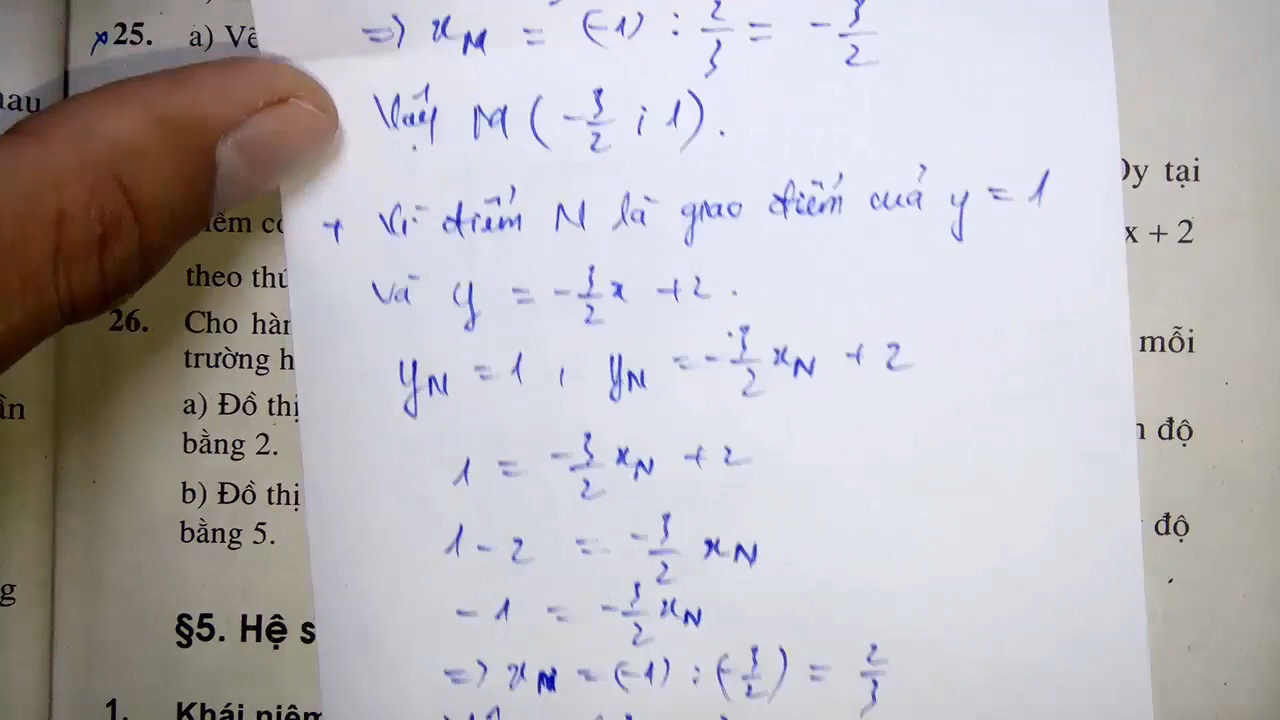 25. a) Vẽ
⇒ x_M = (-1) : 2/3 = -3/2
Vậy M (-3/2 ; 1).
+ Vì điểm N là giao điểm của y = 1
và y = -3/2 x + 2.
y_N = 1 , y_N = -3/2 x_N + 2
1 = -3/2 x_N + 2
1 - 2 = -3/2 x_N
-1 = -3/2 x_N
⇒ x_N = (-1) : (-3/2) = 2/3
theo thứ
26. Cho hàm
trường h
a) Đồ thị
bằng 2.
b) Đồ thị
bằng 5.
§5. Hệ s
1. Khái niệm
Oy tại
x + 2
mỗi
độ
độ